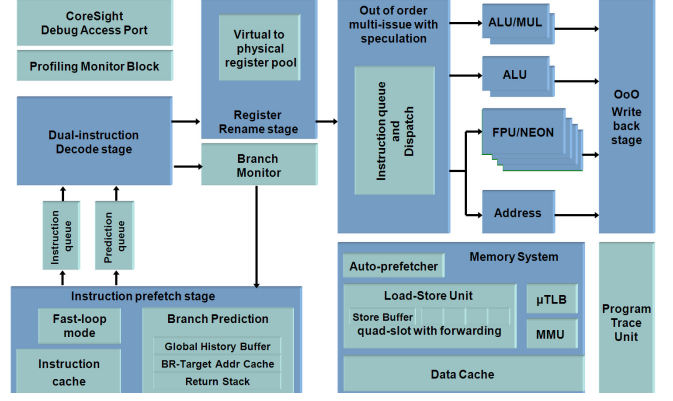 CoreSight
Debug Access Port
Profiling Monitor Block
Dual-instruction
Decode stage
Virtual to
physical
register pool
Register
Rename stage
Branch
Monitor
Out of order
multi-issue with
speculation
Instruction queue
and
Dispatch
ALU/MUL
ALU
FPU/NEON
Address
OoO
Write
back
stage
Instruction
queue
Prediction
queue
Instruction prefetch stage
Fast-loop
mode
Instruction
cache
Branch Prediction
Global History Buffer
BR-Target Addr Cache
Return Stack
Memory System
Auto-prefetcher
Load-Store Unit
Store Buffer
quad-slot with forwarding
µTLB
MMU
Data Cache
Program
Trace
Unit